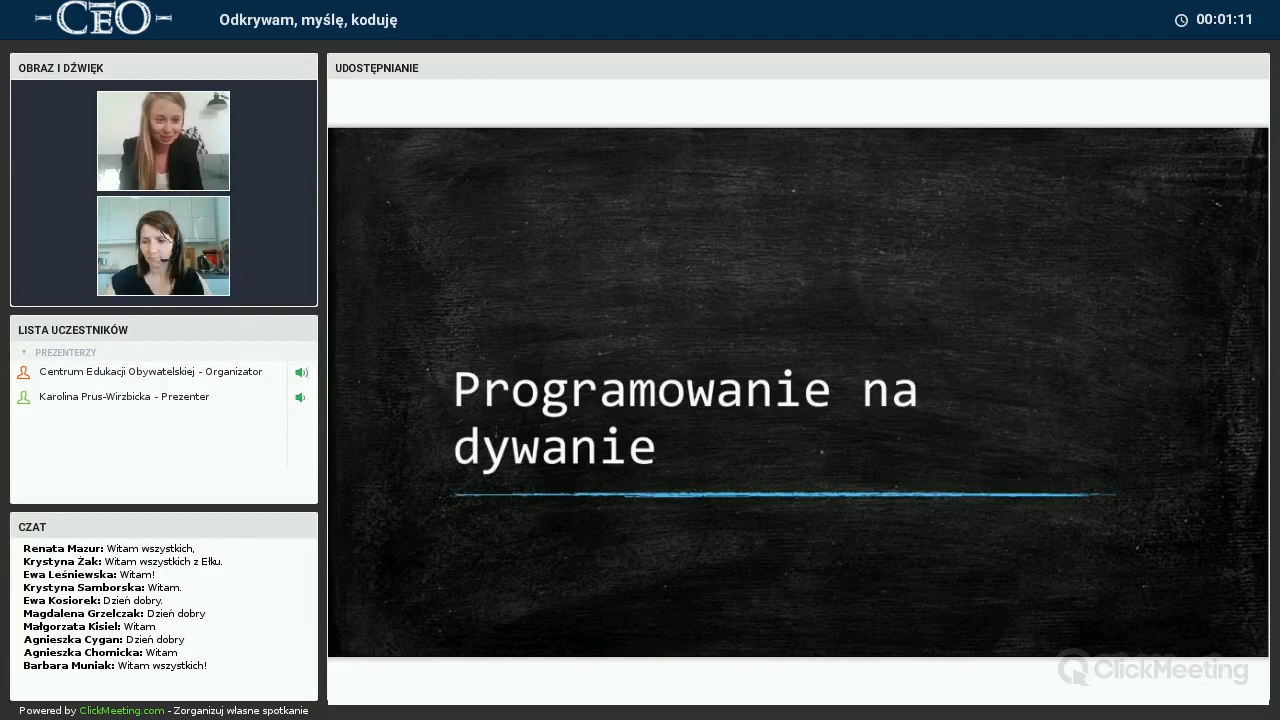 CEO
Odkrywam, myślę, koduję
00:01:11
OBRAZ I DŹWIĘK
UDOSTĘPNIANIE
Programowanie na
dywanie
LISTA UCZESTNIKÓW
PREZENTERZY
Centrum Edukacji Obywatelskiej - Organizator
Karolina Prus-Wirzbicka - Prezenter
CZAT
Renata Mazur: Witam wszystkich,
Krystyna Żak: Witam wszystkich z Ełku.
Ewa Leśniewska: Witam!
Krystyna Samborska: Witam.
Ewa Kosiorek: Dzień dobry.
Magdalena Grzelczak: Dzień dobry
Małgorzata Kisiel: Witam
Agnieszka Cygan: Dzień dobry
Agnieszka Chomicka: Witam
Barbara Muniak: Witam wszystkich!
ClickMeeting
Powered by ClickMeeting.com - Zorganizuj własne spotkanie